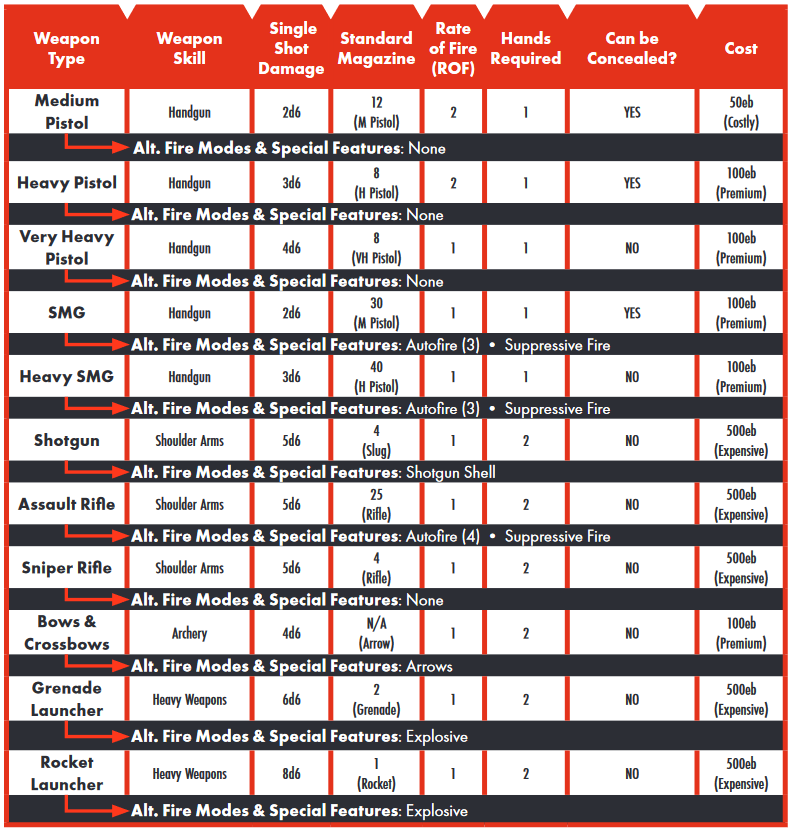 Weapon Type Weapon Skill Single Shot Damage Standard Magazine Rate of Fire (ROF) Hands Required Can be Concealed? Cost
Medium Pistol Handgun 2d6 12 (M Pistol) 2 1 YES 50eb (Costly)
Alt. Fire Modes & Special Features: None
Heavy Pistol Handgun 3d6 8 (H Pistol) 2 1 YES 100eb (Premium)
Alt. Fire Modes & Special Features: None
Very Heavy Pistol Handgun 4d6 8 (VH Pistol) 1 1 NO 100eb (Premium)
Alt. Fire Modes & Special Features: None
SMG Handgun 2d6 30 (M Pistol) 1 1 YES 100eb (Premium)
Alt. Fire Modes & Special Features: Autofire (3) • Suppressive Fire
Heavy SMG Handgun 3d6 40 (H Pistol) 1 1 NO 100eb (Premium)
Alt. Fire Modes & Special Features: Autofire (3) • Suppressive Fire
Shotgun Shoulder Arms 5d6 4 (Slug) 1 2 NO 500eb (Expensive)
Alt. Fire Modes & Special Features: Shotgun Shell
Assault Rifle Shoulder Arms 5d6 25 (Rifle) 1 2 NO 500eb (Expensive)
Alt. Fire Modes & Special Features: Autofire (4) • Suppressive Fire
Sniper Rifle Shoulder Arms 5d6 4 (Rifle) 1 2 NO 500eb (Expensive)
Alt. Fire Modes & Special Features: None
Bows & Crossbows Archery 4d6 N/A (Arrow) 1 2 NO 100eb (Premium)
Alt. Fire Modes & Special Features: Arrows
Grenade Launcher Heavy Weapons 6d6 2 (Grenade) 1 2 NO 500eb (Expensive)
Alt. Fire Modes & Special Features: Explosive
Rocket Launcher Heavy Weapons 8d6 1 (Rocket) 1 2 NO 500eb (Expensive)
Alt. Fire Modes & Special Features: Explosive